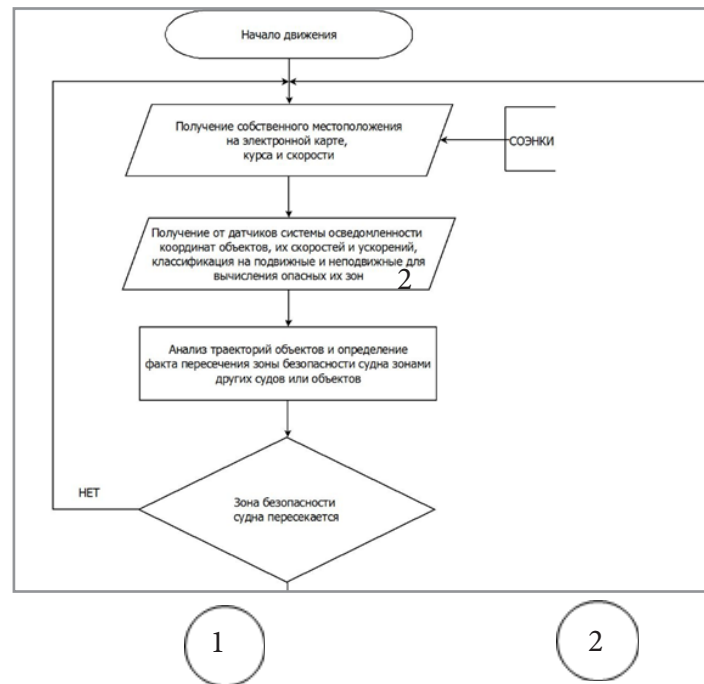 Начало движения
Получение собственного местоположения
на электронной карте,
курса и скорости
СОЭНКИ
Получение от датчиков системы осведомленности
координат объектов, их скоростей и ускорений,
классификация на подвижные и неподвижные для
вычисления опасных их зон
2
Анализ траекторий объектов и определение
факта пересечения зоны безопасности судна зонами
других судов или объектов
НЕТ
Зона безопасности
судна пересекается
1
2